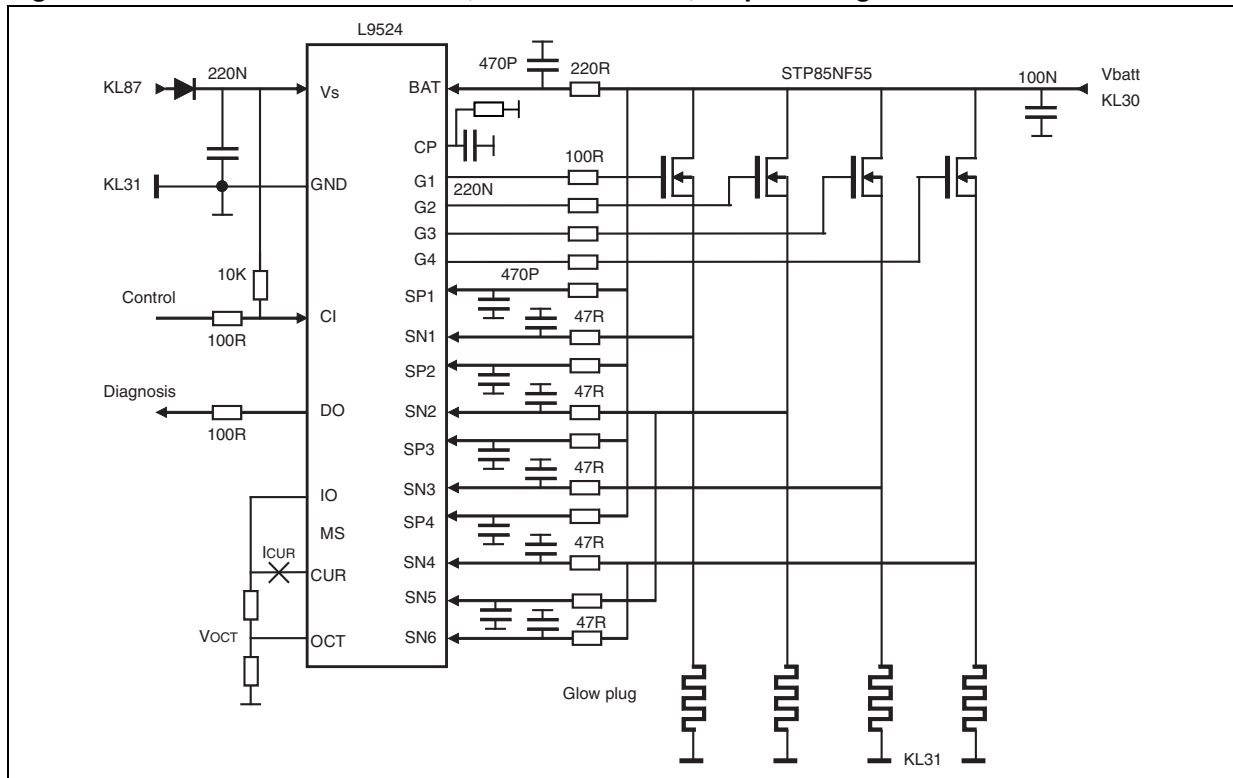 L9524
KL87
220N
Vs
KL31
GND
10K
Control
CI
100R
Diagnosis
DO
100R
IO
MS
ICUR
CUR
VOCT
OCT
BAT
CP
G1
G2
G3
G4
SP1
SN1
SP2
SN2
SP3
SN3
SP4
SN4
SN5
SN6
470P
220R
STP85NF55
100N
Vbatt
KL30
100R
220N
470P
47R
47R
47R
47R
47R
Glow plug
KL31